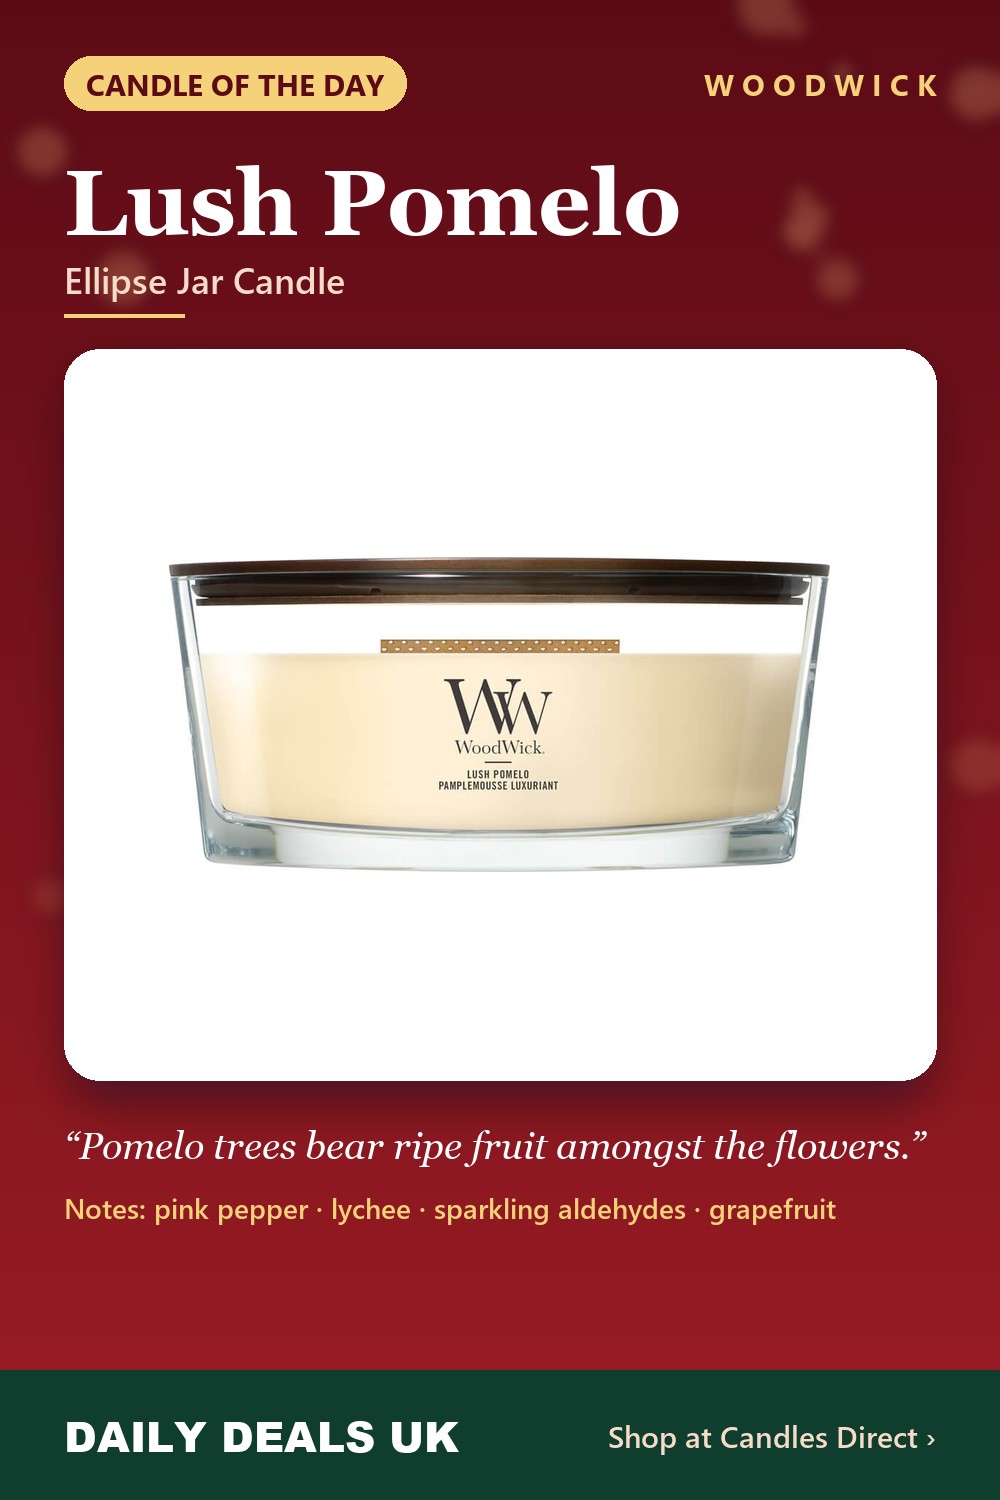 CANDLE OF THE DAY
WOODWICK
Lush Pomelo
Ellipse Jar Candle
WW
WoodWick.
LUSH POMELO
PAMPLEMOUSSE LUXURIANT
“Pomelo trees bear ripe fruit amongst the flowers.”
Notes: pink pepper · lychee · sparkling aldehydes · grapefruit
DAILY DEALS UK
Shop at Candles Direct ›